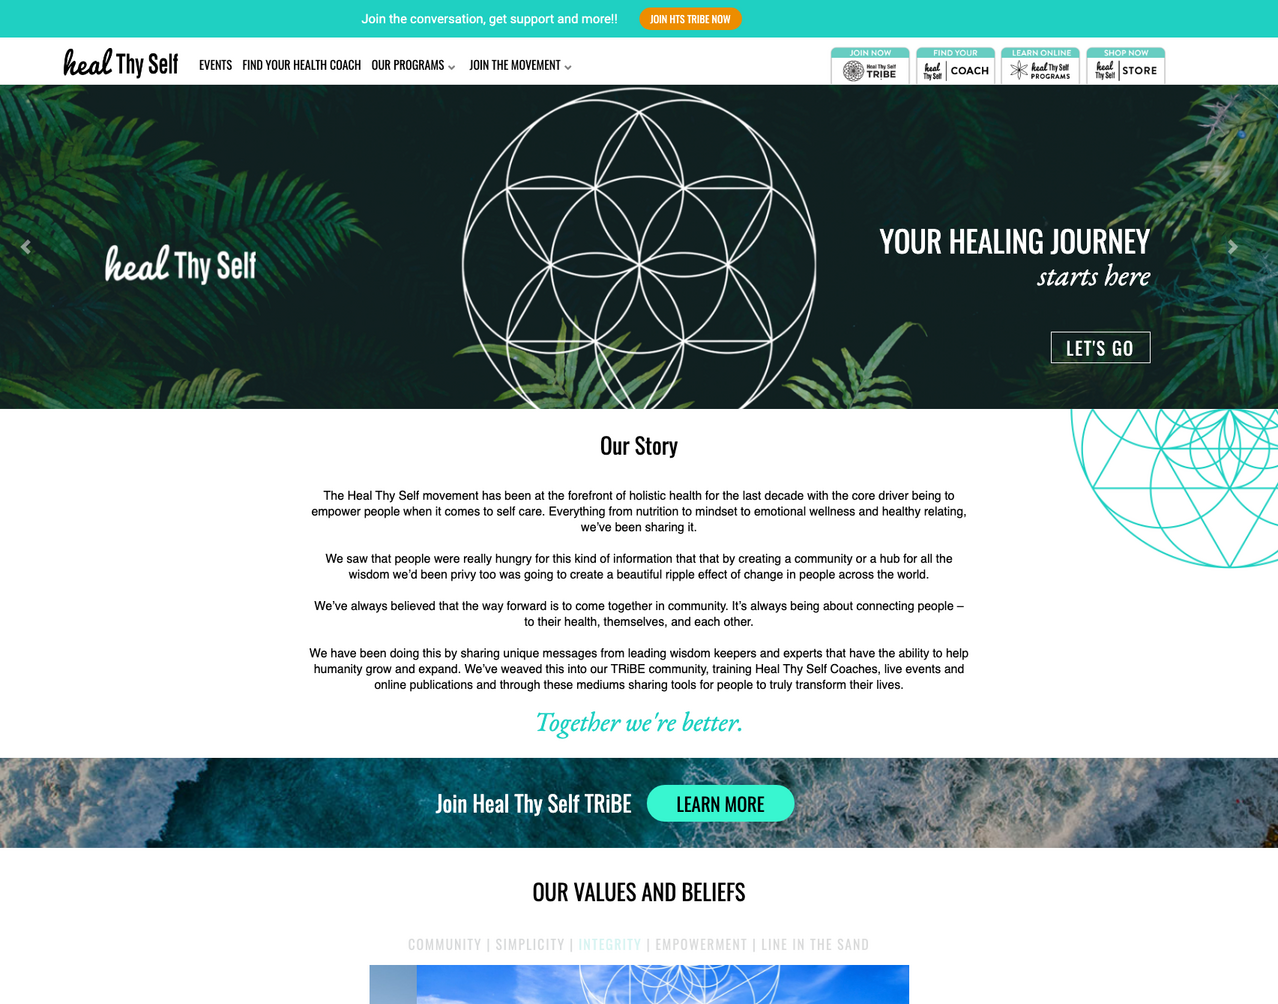 Join the conversation, get support and more!!
JOIN HTS TRIBE NOW
heal Thy Self
EVENTS
FIND YOUR HEALTH COACH
OUR PROGRAMS
JOIN THE MOVEMENT
JOIN NOW
Heal Thy Self
TRIBE
FIND YOUR
heal
Thy Self
COACH
LEARN ONLINE
heal Thy Self
PROGRAMS
SHOP NOW
heal
Thy Self
STORE
heal Thy Self
YOUR HEALING JOURNEY
starts here
LET'S GO
Our Story
The Heal Thy Self movement has been at the forefront of holistic health for the last decade with the core driver being to
empower people when it comes to self care. Everything from nutrition to mindset to emotional wellness and healthy relating,
we’ve been sharing it.
We saw that people were really hungry for this kind of information that that by creating a community or a hub for all the
wisdom we’d been privy too was going to create a beautiful ripple effect of change in people across the world.
We’ve always believed that the way forward is to come together in community. It’s always being about connecting people –
to their health, themselves, and each other.
We have been doing this by sharing unique messages from leading wisdom keepers and experts that have the ability to help
humanity grow and expand. We’ve weaved this into our TRiBE community, training Heal Thy Self Coaches, live events and
online publications and through these mediums sharing tools for people to truly transform their lives.
Together we're better.
Join Heal Thy Self TRiBE
LEARN MORE
OUR VALUES AND BELIEFS
COMMUNITY | SIMPLICITY | INTEGRITY | EMPOWERMENT | LINE IN THE SAND